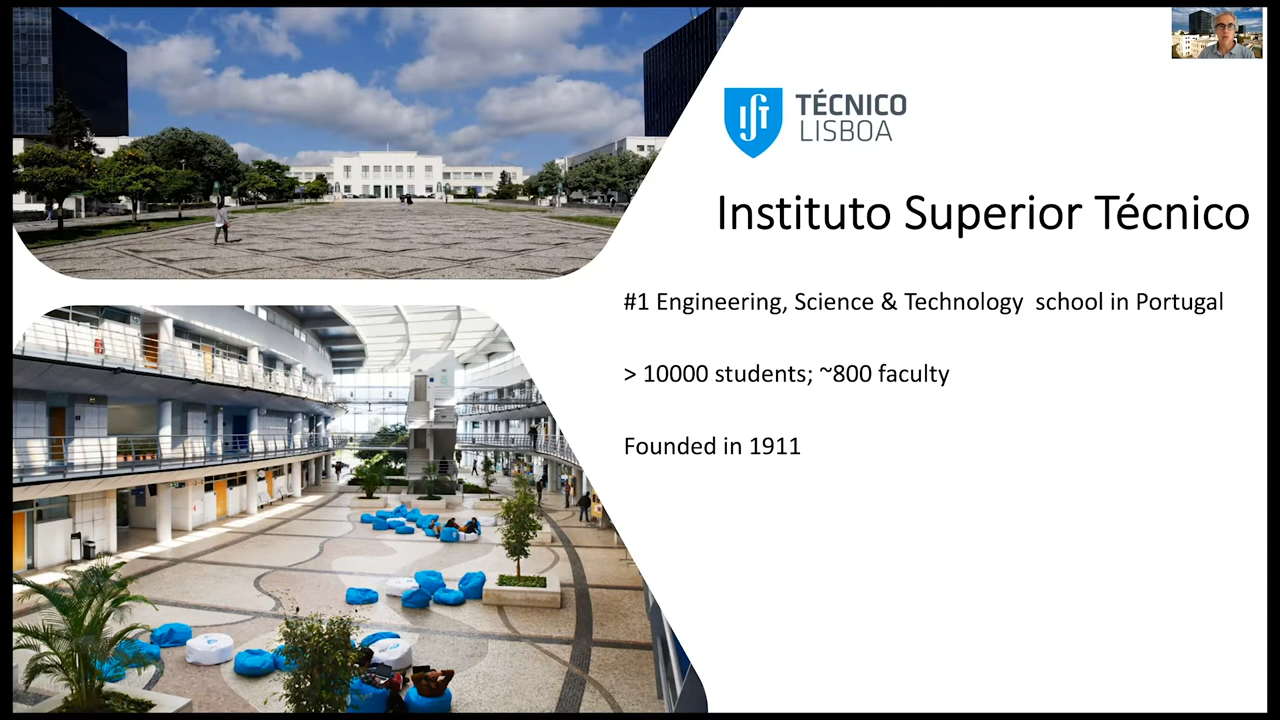 IST
TÉCNICO
LISBOA
Instituto Superior Técnico
#1 Engineering, Science & Technology  school in Portugal
> 10000 students; ~800 faculty
Founded in 1911